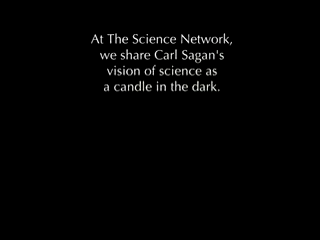 At The Science Network,
we share Carl Sagan's
vision of science as
a candle in the dark.